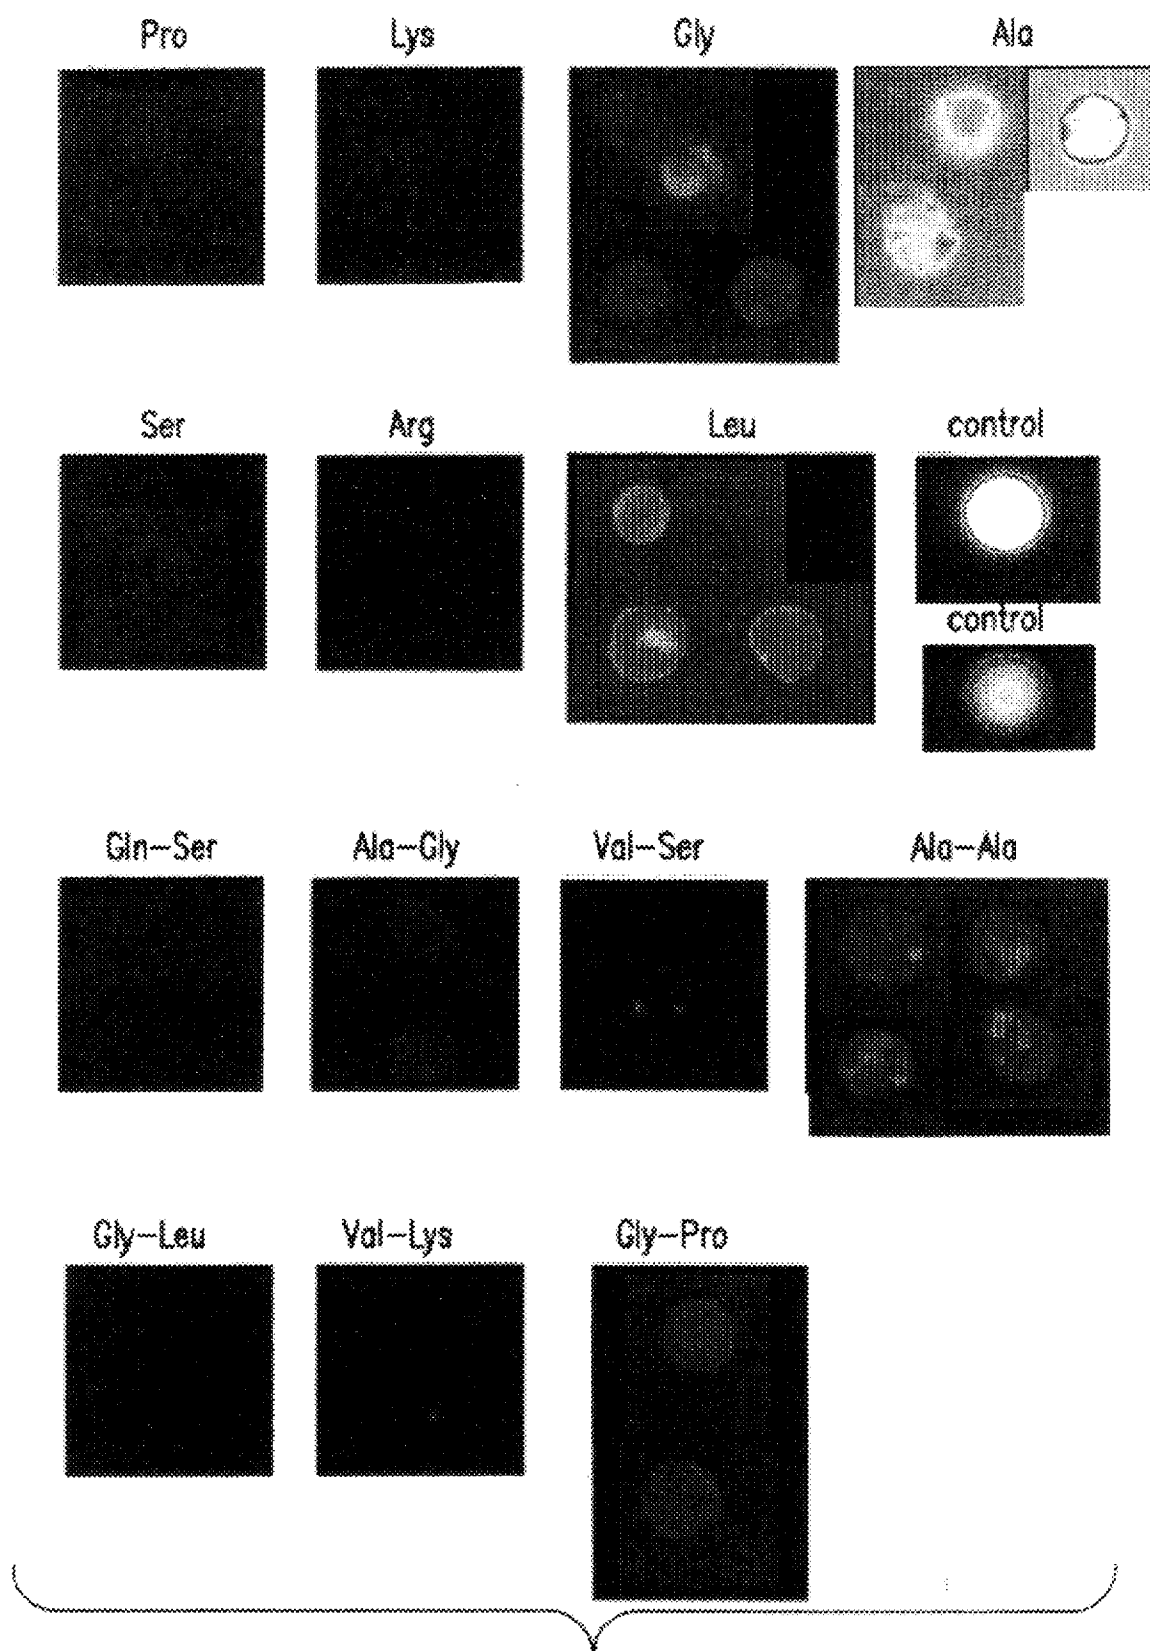 Pro Lys Gly Ala
Ser Arg Leu control
control
Gln-Ser Ala-Gly Val-Ser Ala-Ala
Gly-Leu Val-Lys Gly-Pro